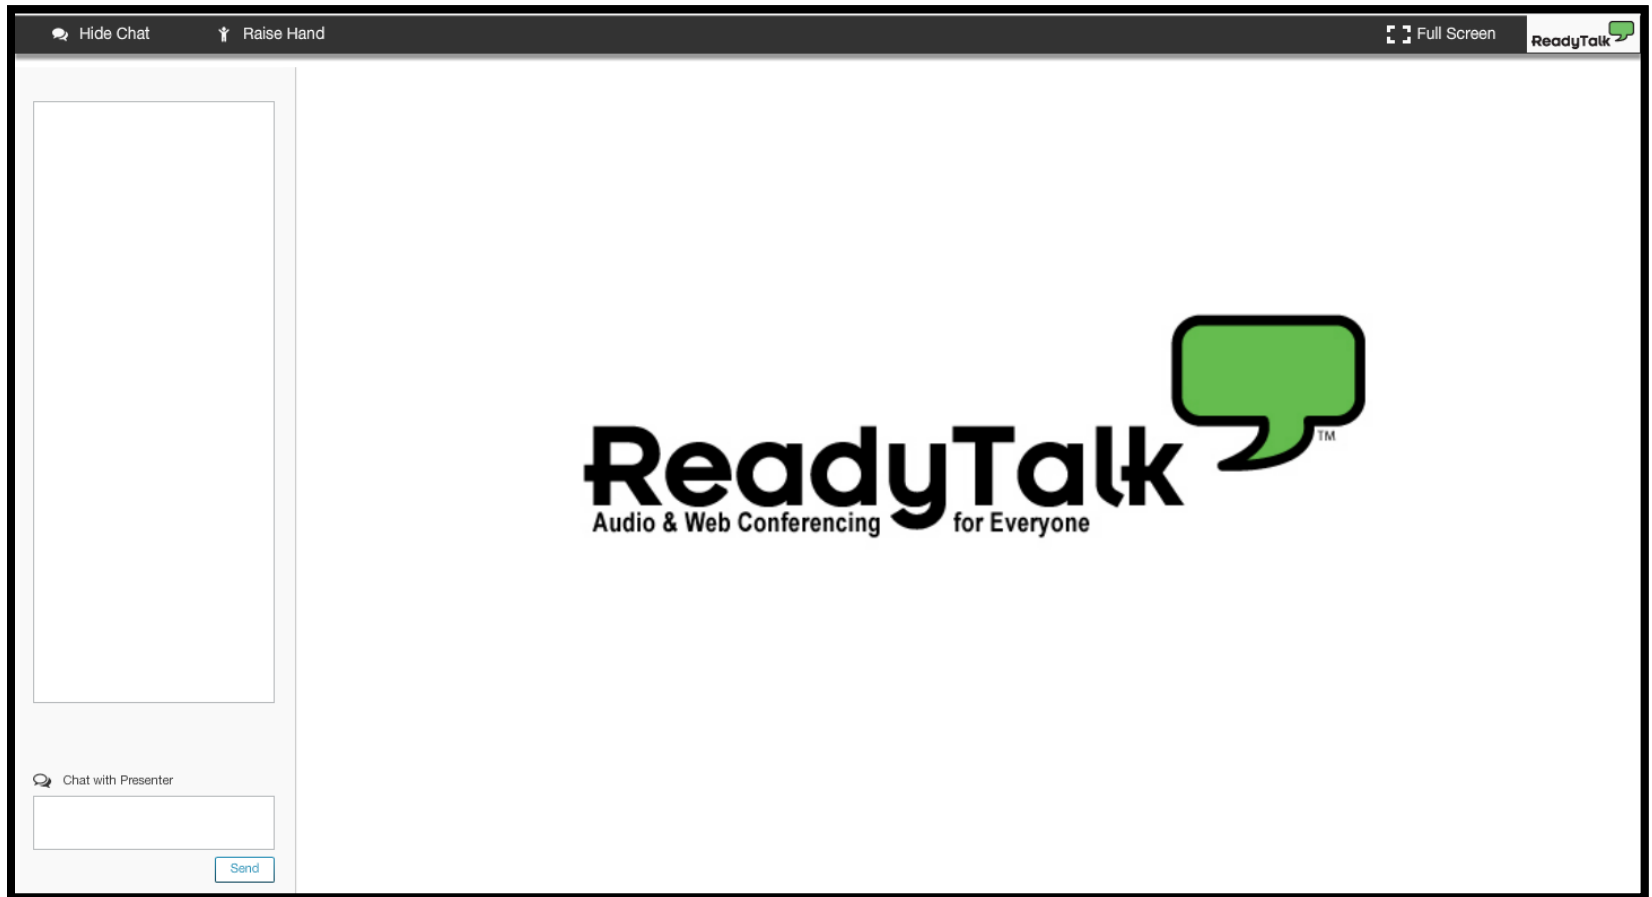 Hide Chat
Raise Hand
Full Screen
ReadyTalk
ReadyTalk
TM
Audio & Web Conferencing for Everyone
Chat with Presenter
Send